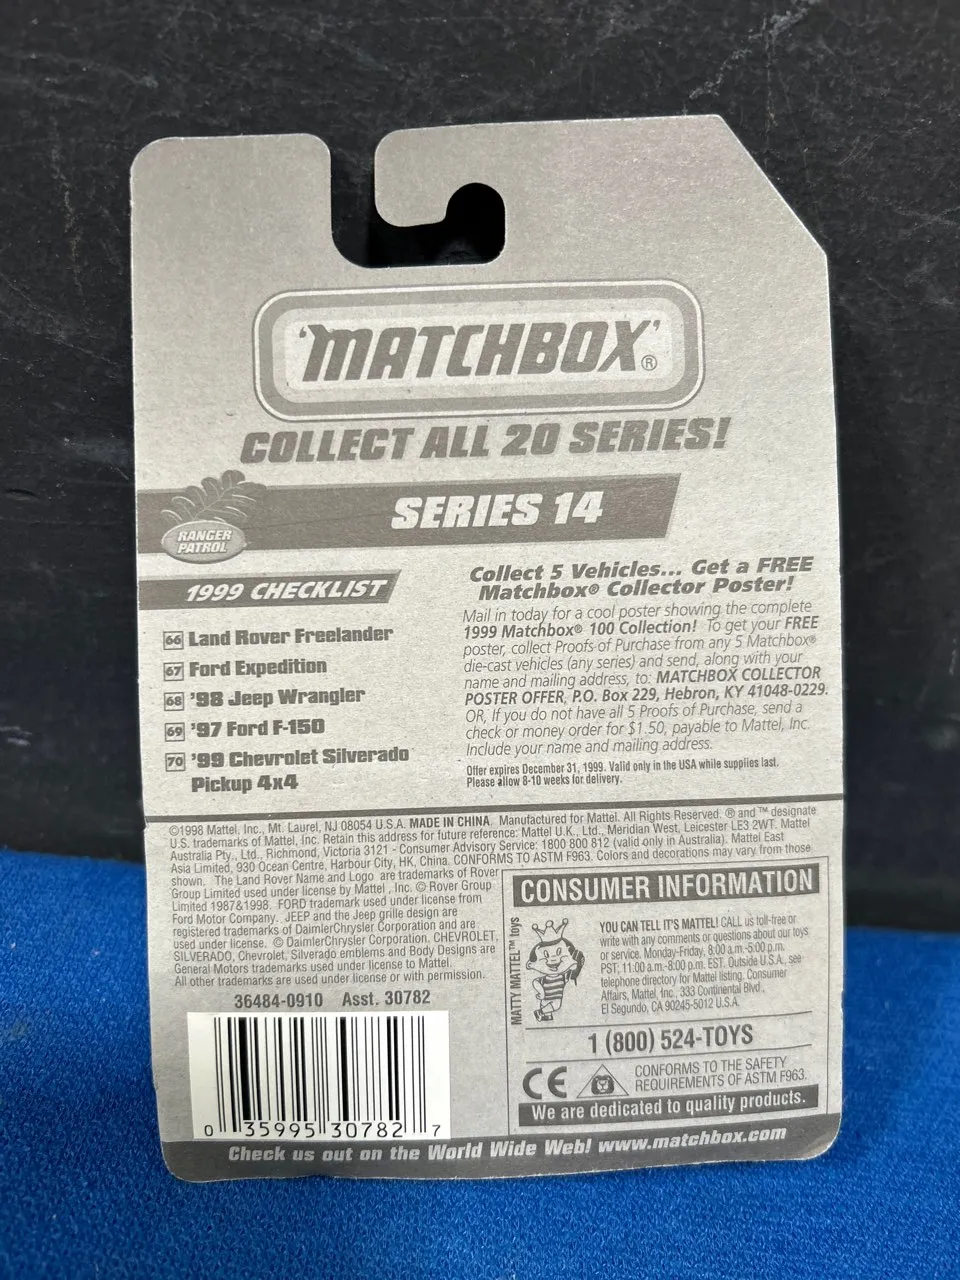 'MATCHBOX'®
COLLECT ALL 20 SERIES!
SERIES 14
RANGER
PATROL
1999 CHECKLIST
66 Land Rover Freelander
67 Ford Expedition
68 '98 Jeep Wrangler
69 '97 Ford F-150
70 '99 Chevrolet Silverado
Pickup 4x4
Collect 5 Vehicles... Get a FREE
Matchbox® Collector Poster!
Mail in today for a cool poster showing the complete
1999 Matchbox® 100 Collection! To get your FREE
poster, collect Proofs of Purchase from any 5 Matchbox®
die-cast vehicles (any series) and send, along with your
name and mailing address, to: MATCHBOX COLLECTOR
POSTER OFFER, P.O. Box 229, Hebron, KY 41048-0229.
OR, If you do not have all 5 Proofs of Purchase, send a
check or money order for $1.50, payable to Mattel, Inc.
Include your name and mailing address.
Offer expires December 31, 1999. Valid only in the USA while supplies last.
Please allow 8-10 weeks for delivery.
©1998 Mattel, Inc., Mt. Laurel, NJ 08054 U.S.A. MADE IN CHINA. Manufactured for Mattel. All Rights Reserved. ® and ™ designate
U.S. trademarks of Mattel, Inc. Retain this address for future reference: Mattel U.K., Ltd., Meridian West, Leicester LE3 2WT. Mattel
Australia Pty., Ltd., Richmond, Victoria 3121 - Consumer Advisory Service: 1800 800 812 (valid only in Australia). Mattel East
Asia Limited, 930 Ocean Centre, Harbour City, HK, China. CONFORMS TO ASTM F963. Colors and decorations may vary from those
shown. The Land Rover Name and Logo are trademarks of Rover
Group Limited used under license by Mattel, Inc. © Rover Group
Limited 1987&1998. FORD trademark used under license from
Ford Motor Company. JEEP and the Jeep grille design are
registered trademarks of DaimlerChrysler Corporation and are
used under license. © DaimlerChrysler Corporation. CHEVROLET,
SILVERADO, Chevrolet, Silverado emblems and Body Designs are
General Motors trademarks used under license to Mattel.
All other trademarks are used under license or with permission.
36484-0910 Asst. 30782
0 35995 30782 7
CONSUMER INFORMATION
MATTY MATTEL™ toys
YOU CAN TELL IT'S MATTEL! CALL us toll-free or
write with any comments or questions about our toys
or service. Monday-Friday, 8:00 a.m.-5:00 p.m.
PST; 11:00 a.m.-8:00 p.m. EST. Outside U.S.A., see
telephone directory for Mattel listing. Consumer
Affairs, Mattel, Inc., 333 Continental Blvd.,
El Segundo, CA 90245-5012 U.S.A.
1 (800) 524-TOYS
CE
CONFORMS TO THE SAFETY
REQUIREMENTS OF ASTM F963.
We are dedicated to quality products.
Check us out on the World Wide Web! www.matchbox.com